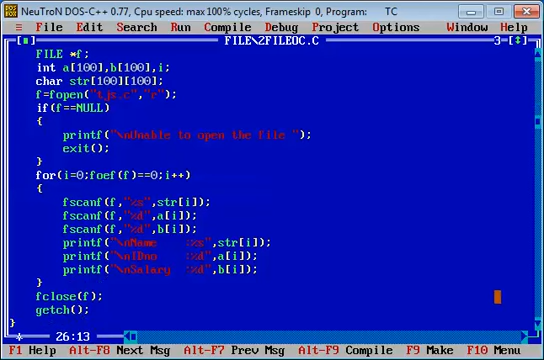 NeuTroN DOS-C++ 0.77, Cpu speed: max 100% cycles, Frameskip 0, Program: TC
≡ File Edit Search Run Compile Debug Project Options Window Help
FILE\2FILEOC.C 3
FILE *f;
int a[100],b[100],i;
char str[100][100];
f=fopen("tjs.c","r");
if(f==NULL)
{
printf("\nUnable to open the File ");
exit();
}
for(i=0;foef(f)==0;i++)
{
fscanf(f,"%s",str[i]);
fscanf(f,"%d",a[i]);
fscanf(f,"%d",b[i]);
printf("\nName :%s",str[i]);
printf("\nIDno :%d",a[i]);
printf("\nSalary :%d",b[i]);
}
fclose(f);
getch();
}
* 26:13
F1 Help Alt-F8 Next Msg Alt-F7 Prev Msg Alt-F9 Compile F9 Make F10 Menu